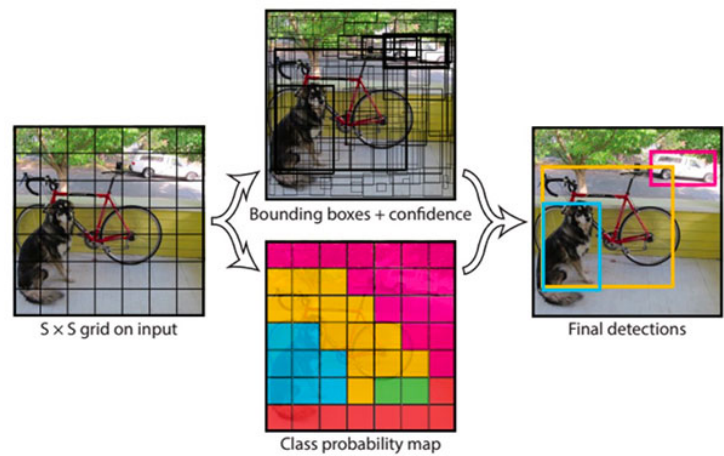 Bounding boxes + confidence
S × S grid on input
Final detections
Class probability map